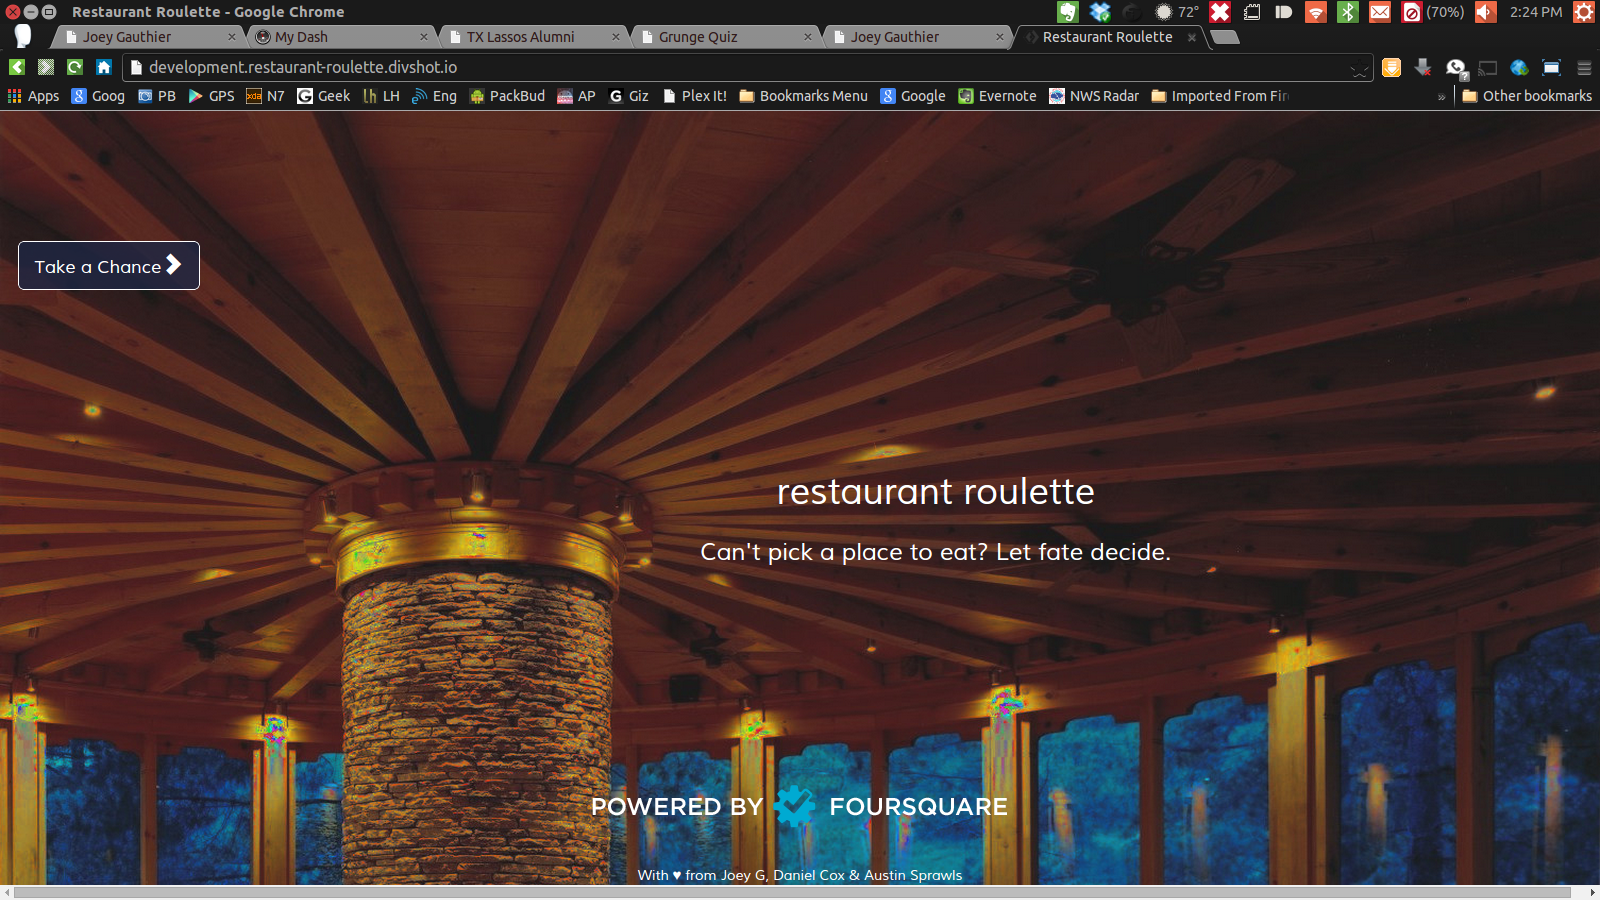 Restaurant Roulette - Google Chrome
72° (70%) 2:24 PM
Joey Gauthier
My Dash
TX Lassos Alumni
Grunge Quiz
Joey Gauthier
Restaurant Roulette
development.restaurant-roulette.divshot.io
Apps Goog PB GPS N7 Geek LH Eng PackBud AP Giz Plex It! Bookmarks Menu Google Evernote NWS Radar Imported From Fir » Other bookmarks
Take a Chance
restaurant roulette
Can't pick a place to eat? Let fate decide.
POWERED BY FOURSQUARE
With ♥ from Joey G, Daniel Cox & Austin Sprawls